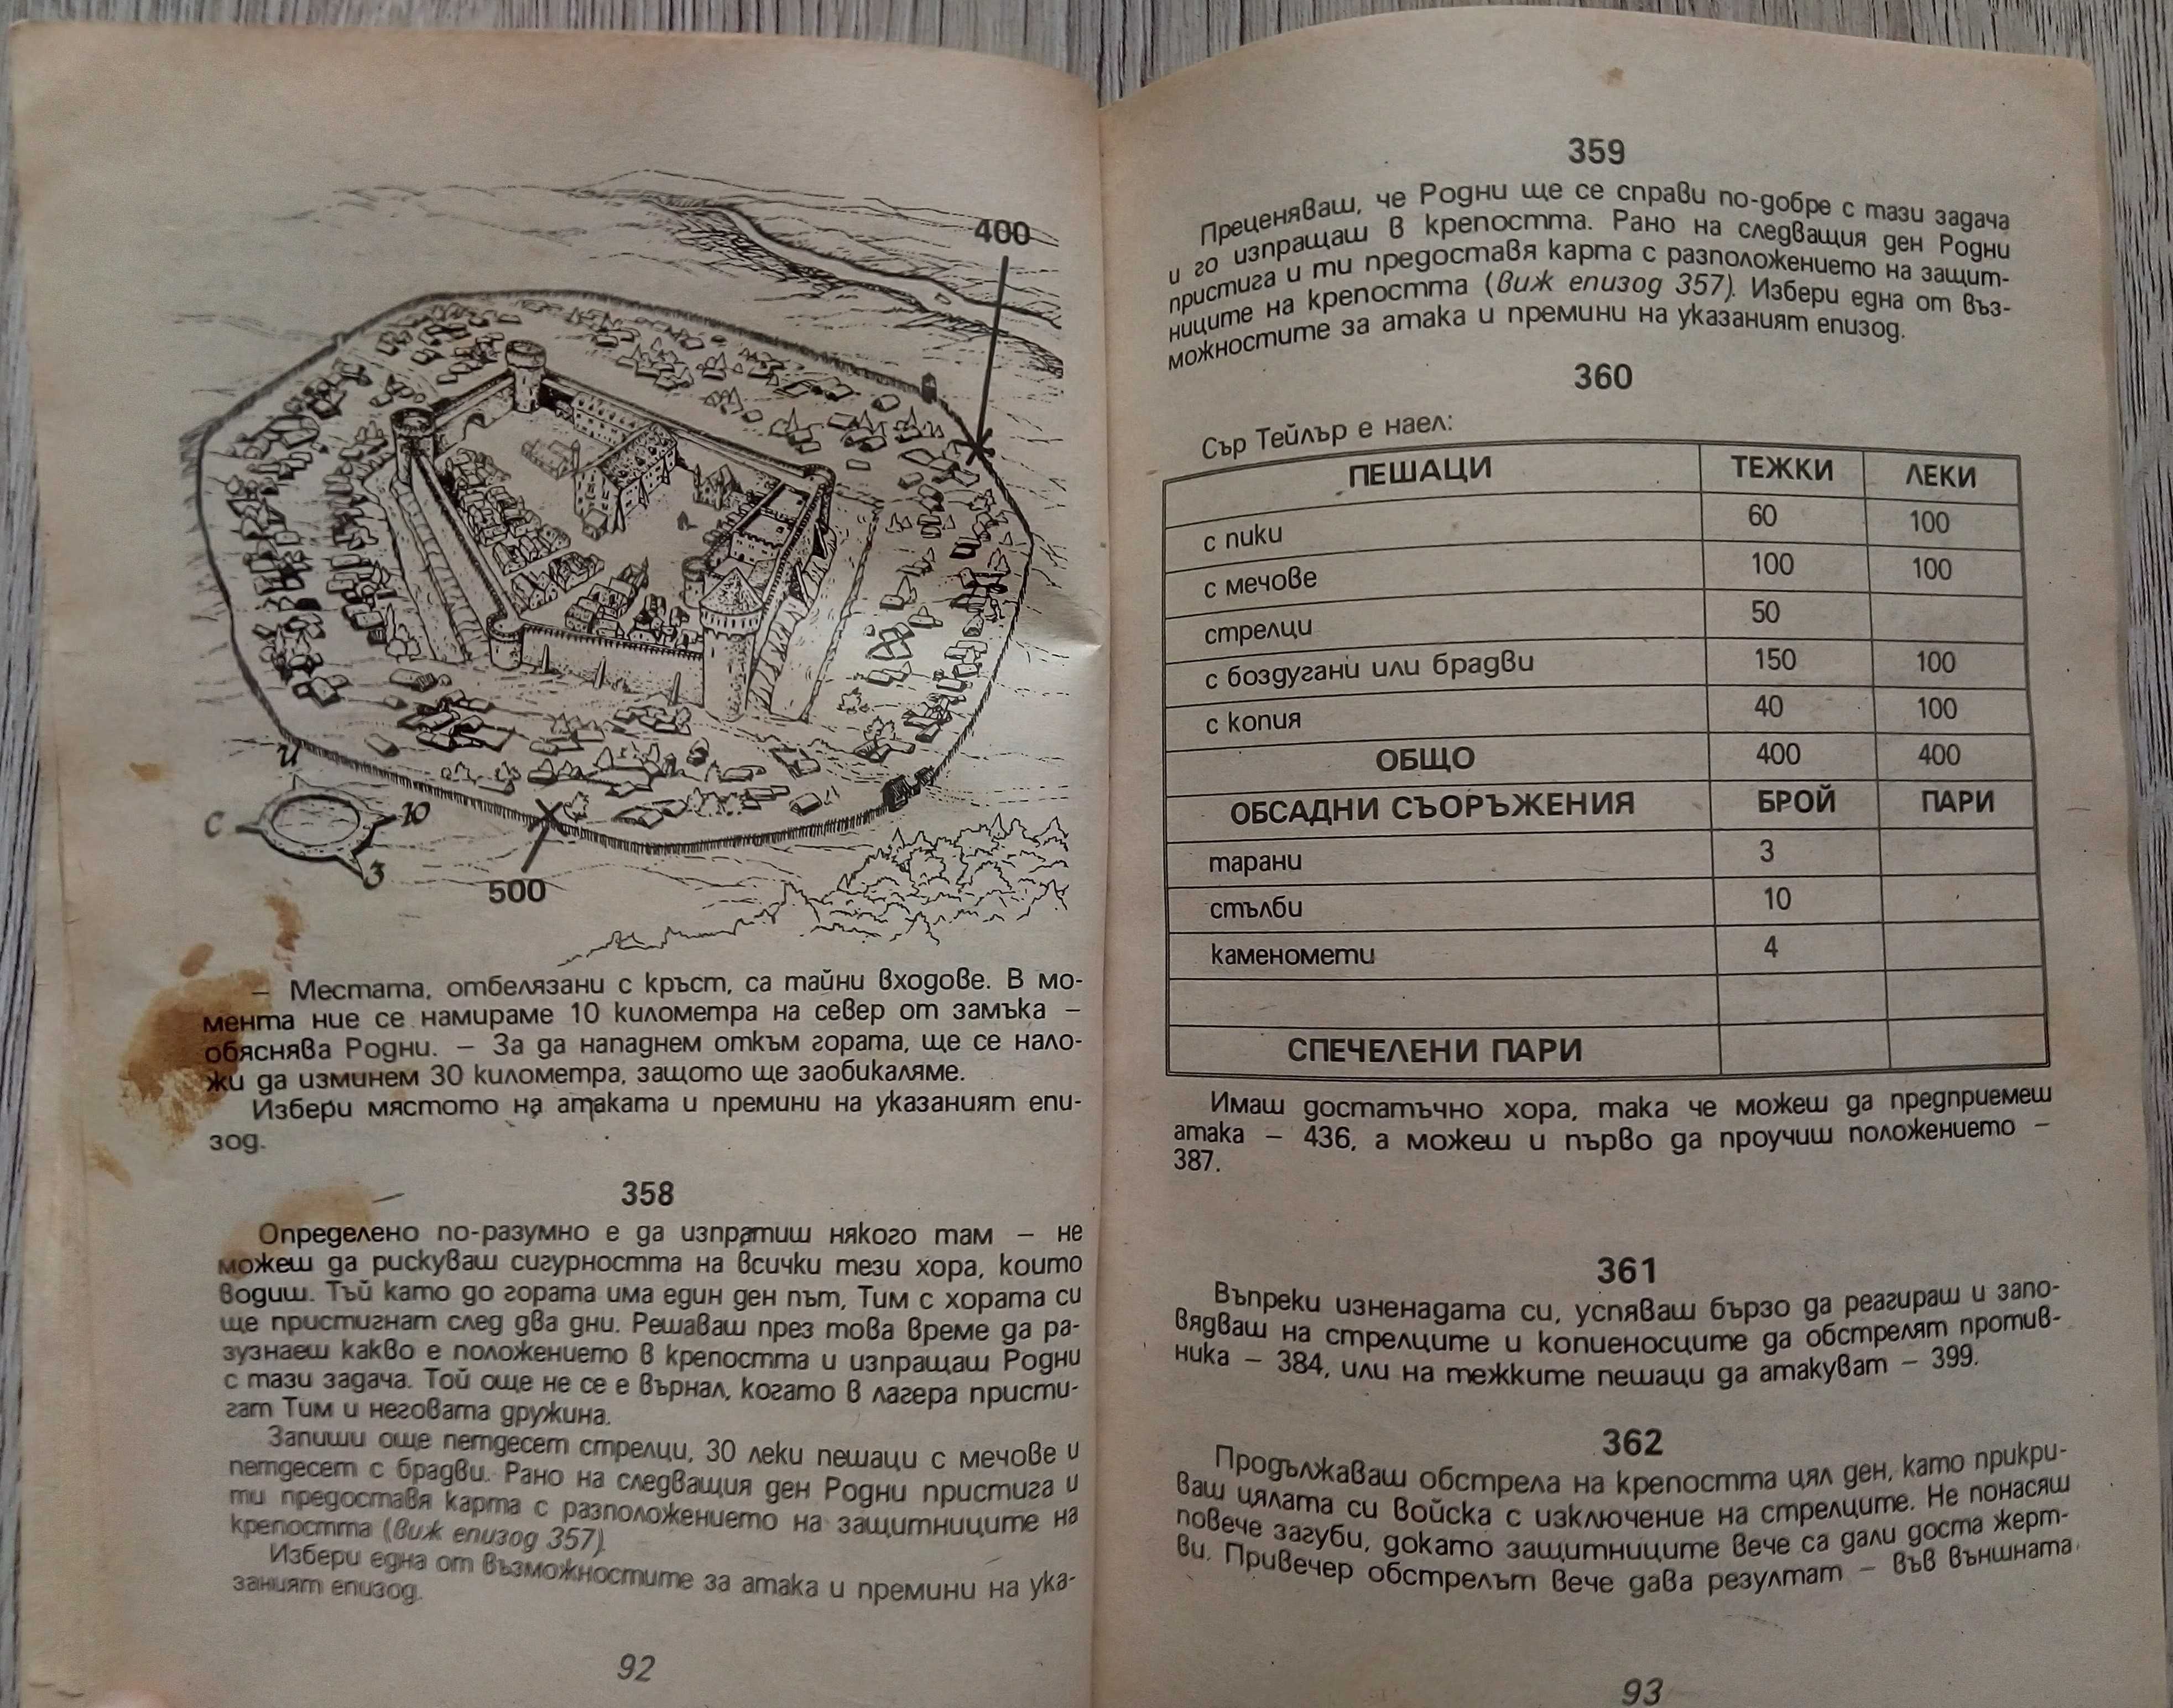 400
И
С
Ю
З
500
– Местата, отбелязани с кръст, са тайни входове. В мо-
мента ние се намираме 10 километра на север от замъка –
обяснява Родни. – За да нападнем откъм гората, ще се нало-
жи да изминем 30 километра, защото ще заобикаляме.
Избери мястото на атаката и премини на указаният епи-
зод.
358
Определено по-разумно е да изпратиш някого там – не
можеш да рискуваш сигурността на всички тези хора, които
водиш. Тъй като до гората има един ден път, Тим с хората си
ще пристигнат след два дни. Решаваш през това време да ра-
зузнаеш какво е положението в крепостта и изпращаш Родни
с тази задача. Той още не се е върнал, когато в лагера присти-
гат Тим и неговата дружина.
Запиши още петдесет стрелци, 30 леки пешаци с мечове и
петдесет с брадви. Рано на следващия ден Родни пристига и
ти предоставя карта с разположението на защитниците на
крепостта (виж епизод 357).
Избери една от възможностите за атака и премини на ука-
заният епизод.
92
359
Преценяваш, че Родни ще се справи по-добре с тази задача
и го изпращаш в крепостта. Рано на следващия ден Родни
пристига и ти предоставя карта с разположението на защит-
ниците на крепостта (виж епизод 357). Избери една от въз-
можностите за атака и премини на указаният епизод.
360
Сър Тейлър е наел:
ПЕШАЦИ ТЕЖКИ ЛЕКИ
с пики 60 100
с мечове 100 100
стрелци 50
с боздугани или брадви 150 100
с копия 40 100
ОБЩО 400 400
ОБСАДНИ СЪОРЪЖЕНИЯ БРОЙ ПАРИ
тарани 3
стълби 10
каменомети 4
СПЕЧЕЛЕНИ ПАРИ
Имаш достатъчно хора, така че можеш да предприемеш
атака – 436, а можеш и първо да проучиш положението –
387.
361
Въпреки изненадата си, успяваш бързо да реагираш и запо-
вядваш на стрелците и копиеносците да обстрелят против-
ника – 384, или на тежките пешаци да атакуват – 399.
362
Продължаваш обстрела на крепостта цял ден, като прикри-
ваш цялата си войска с изключение на стрелците. Не понасяш
повече загуби, докато защитниците вече са дали доста жерт-
ви. Привечер обстрелът вече дава резултат – във външната
93